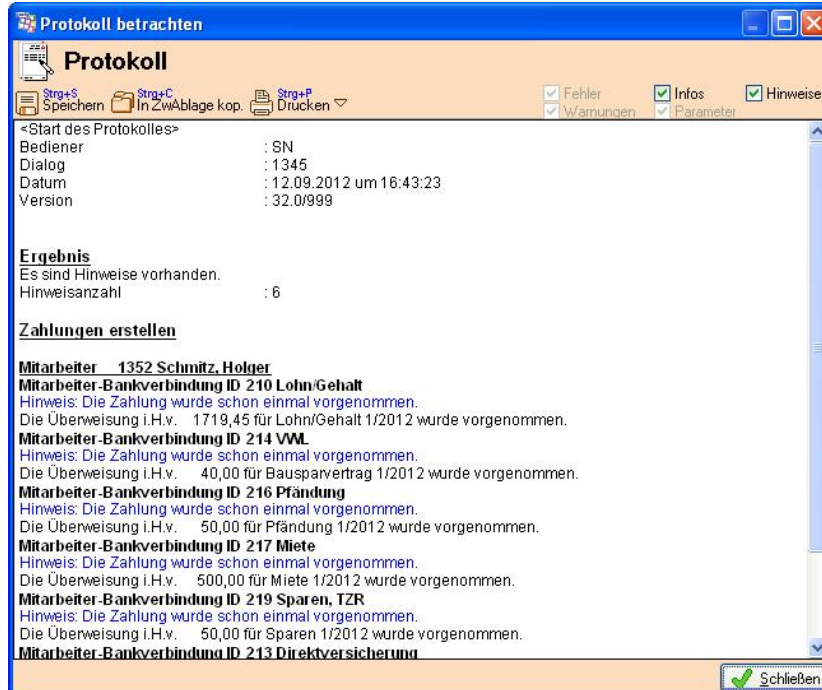 Protokoll betrachten
Protokoll
Strg+S Speichern Strg+C In ZwAblage kop. Strg+P Drucken
Fehler Infos Hinweise
Warnungen Parameter
<Start des Protokolles>
Bediener : SN
Dialog : 1345
Datum : 12.09.2012 um 16:43:23
Version : 32.0/999
Ergebnis
Es sind Hinweise vorhanden.
Hinweisanzahl : 6
Zahlungen erstellen
Mitarbeiter 1352 Schmitz, Holger
Mitarbeiter-Bankverbindung ID 210 Lohn/Gehalt
Hinweis: Die Zahlung wurde schon einmal vorgenommen.
Die Überweisung i.H.v. 1719,45 für Lohn/Gehalt 1/2012 wurde vorgenommen.
Mitarbeiter-Bankverbindung ID 214 VWL
Hinweis: Die Zahlung wurde schon einmal vorgenommen.
Die Überweisung i.H.v. 40,00 für Bausparvertrag 1/2012 wurde vorgenommen.
Mitarbeiter-Bankverbindung ID 216 Pfändung
Hinweis: Die Zahlung wurde schon einmal vorgenommen.
Die Überweisung i.H.v. 50,00 für Pfändung 1/2012 wurde vorgenommen.
Mitarbeiter-Bankverbindung ID 217 Miete
Hinweis: Die Zahlung wurde schon einmal vorgenommen.
Die Überweisung i.H.v. 500,00 für Miete 1/2012 wurde vorgenommen.
Mitarbeiter-Bankverbindung ID 219 Sparen, TZR
Hinweis: Die Zahlung wurde schon einmal vorgenommen.
Die Überweisung i.H.v. 50,00 für Sparen 1/2012 wurde vorgenommen.
Mitarbeiter-Bankverbindung ID 213 Direktversicherung
Schließen